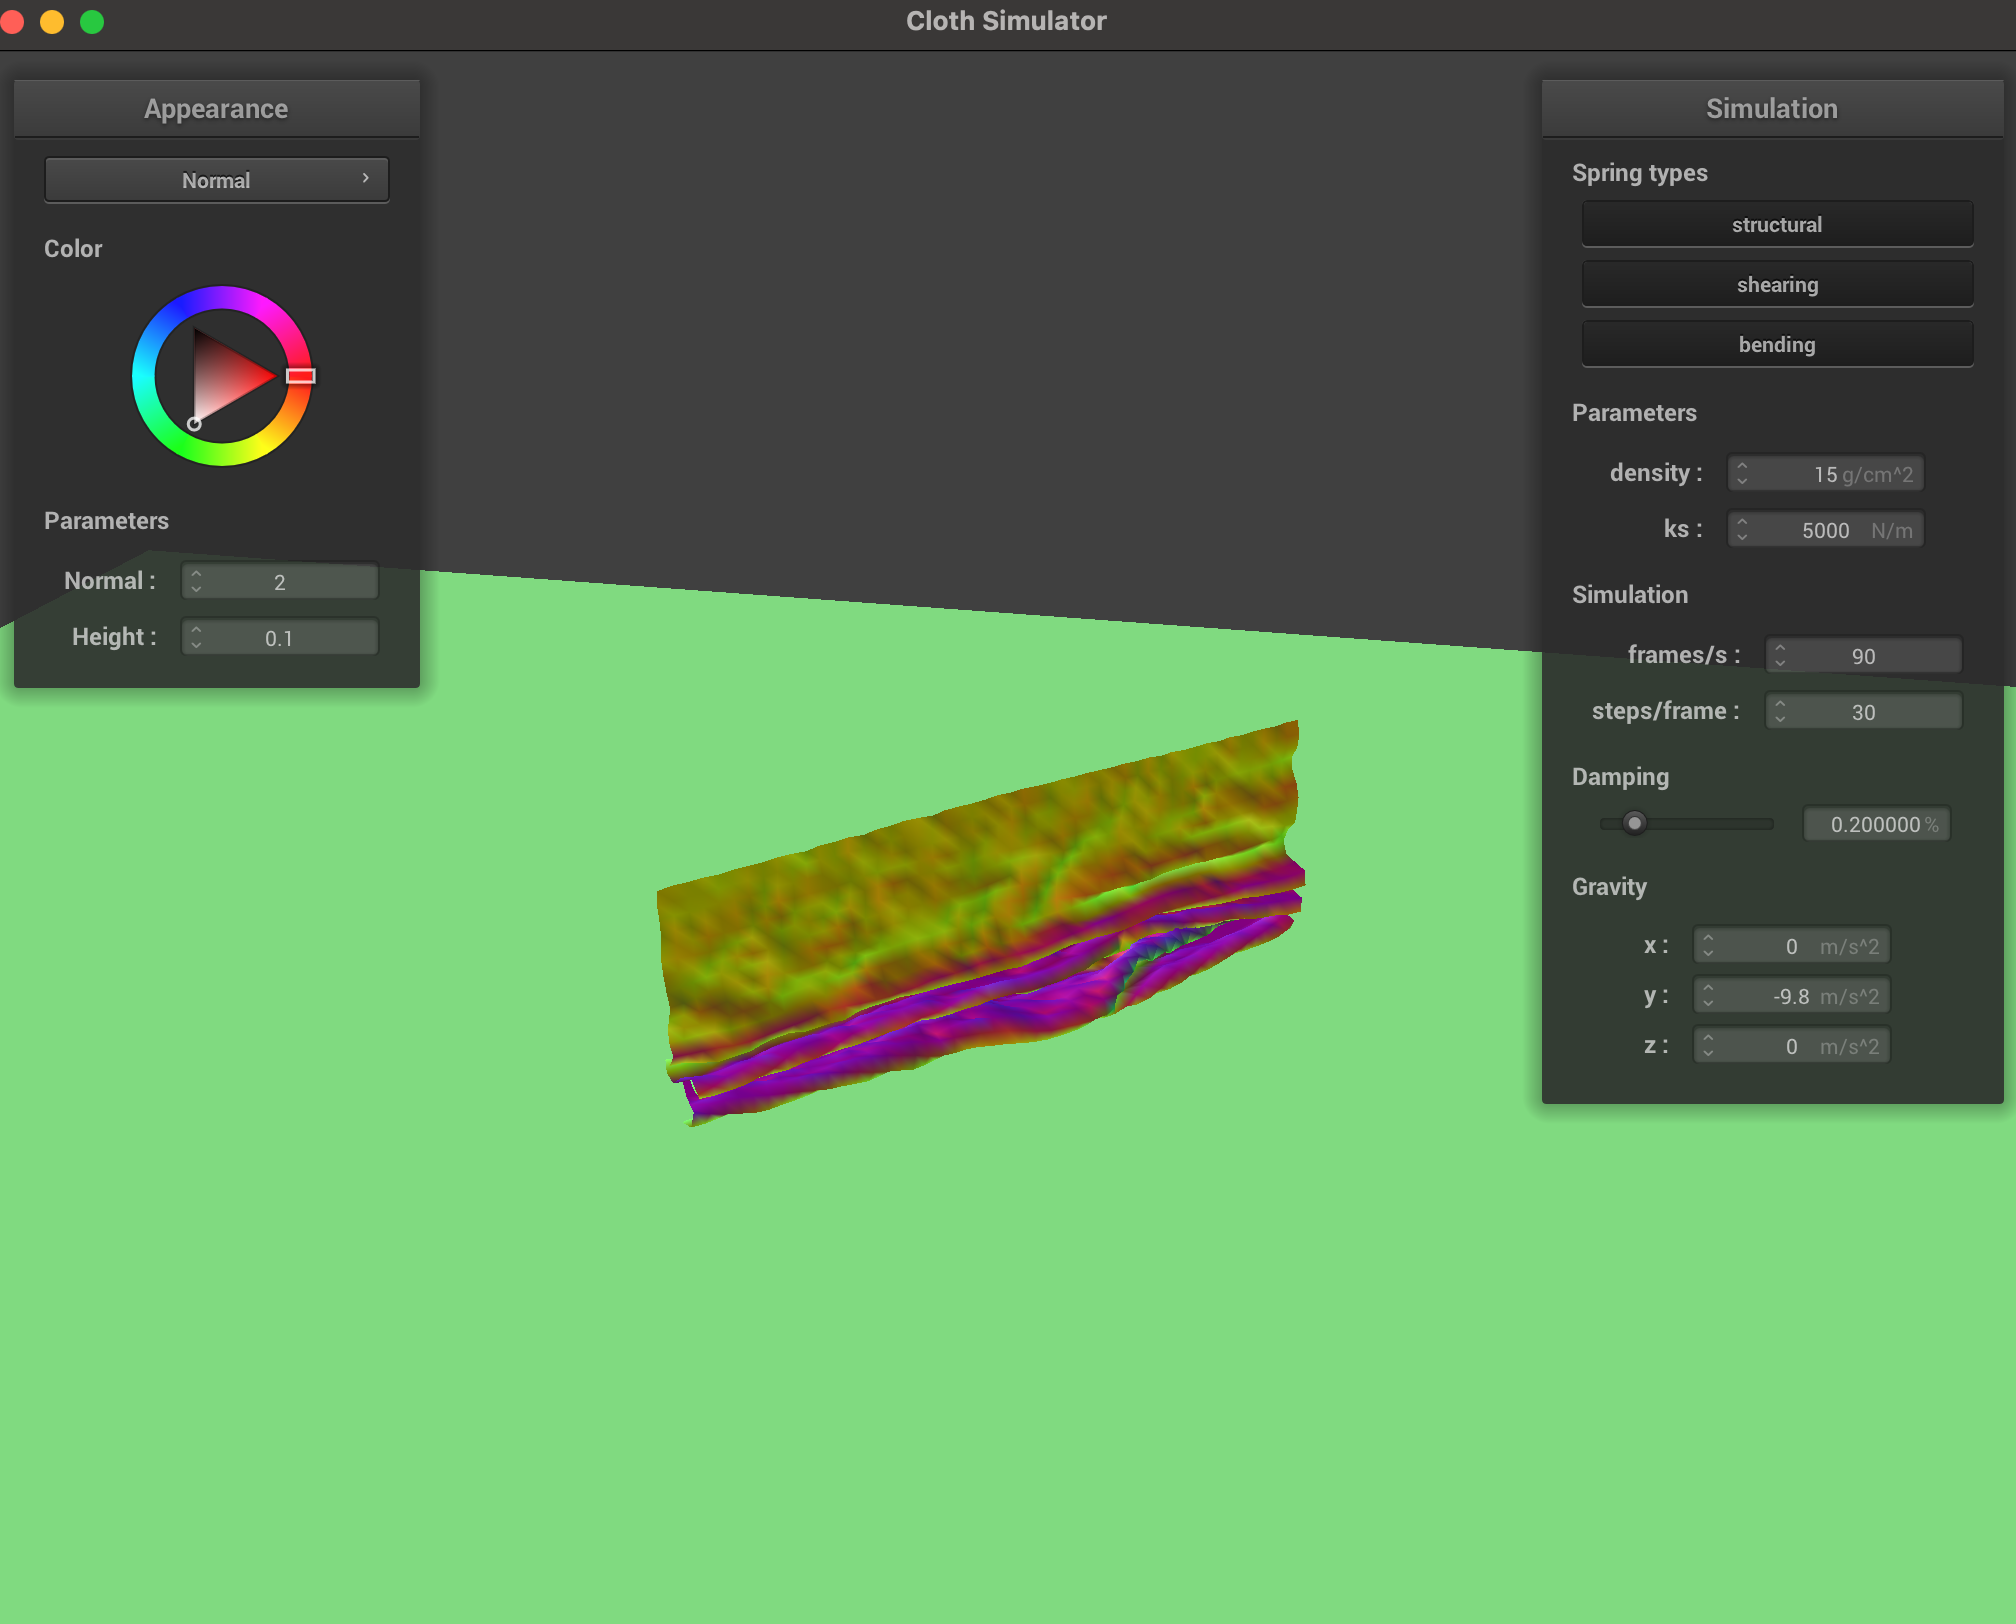 Cloth Simulator
Appearance
Normal
Color
Parameters
Normal : 2
Height : 0.1
Simulation
Spring types
structural
shearing
bending
Parameters
density : 15 g/cm^2
ks : 5000 N/m
Simulation
frames/s : 90
steps/frame : 30
Damping
0.200000 %
Gravity
x : 0 m/s^2
y : -9.8 m/s^2
z : 0 m/s^2